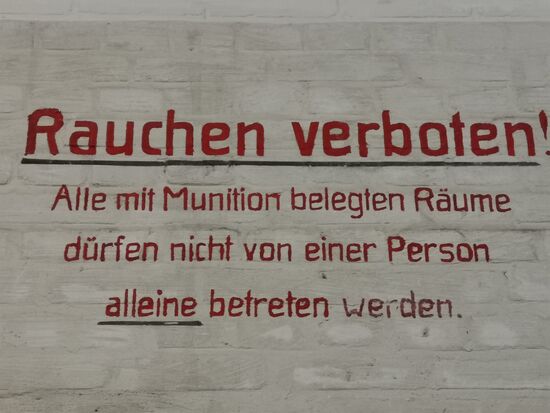 Rauchen verboten!
Alle mit Munition belegten Räume
dürfen nicht von einer Person
alleine betreten werden.